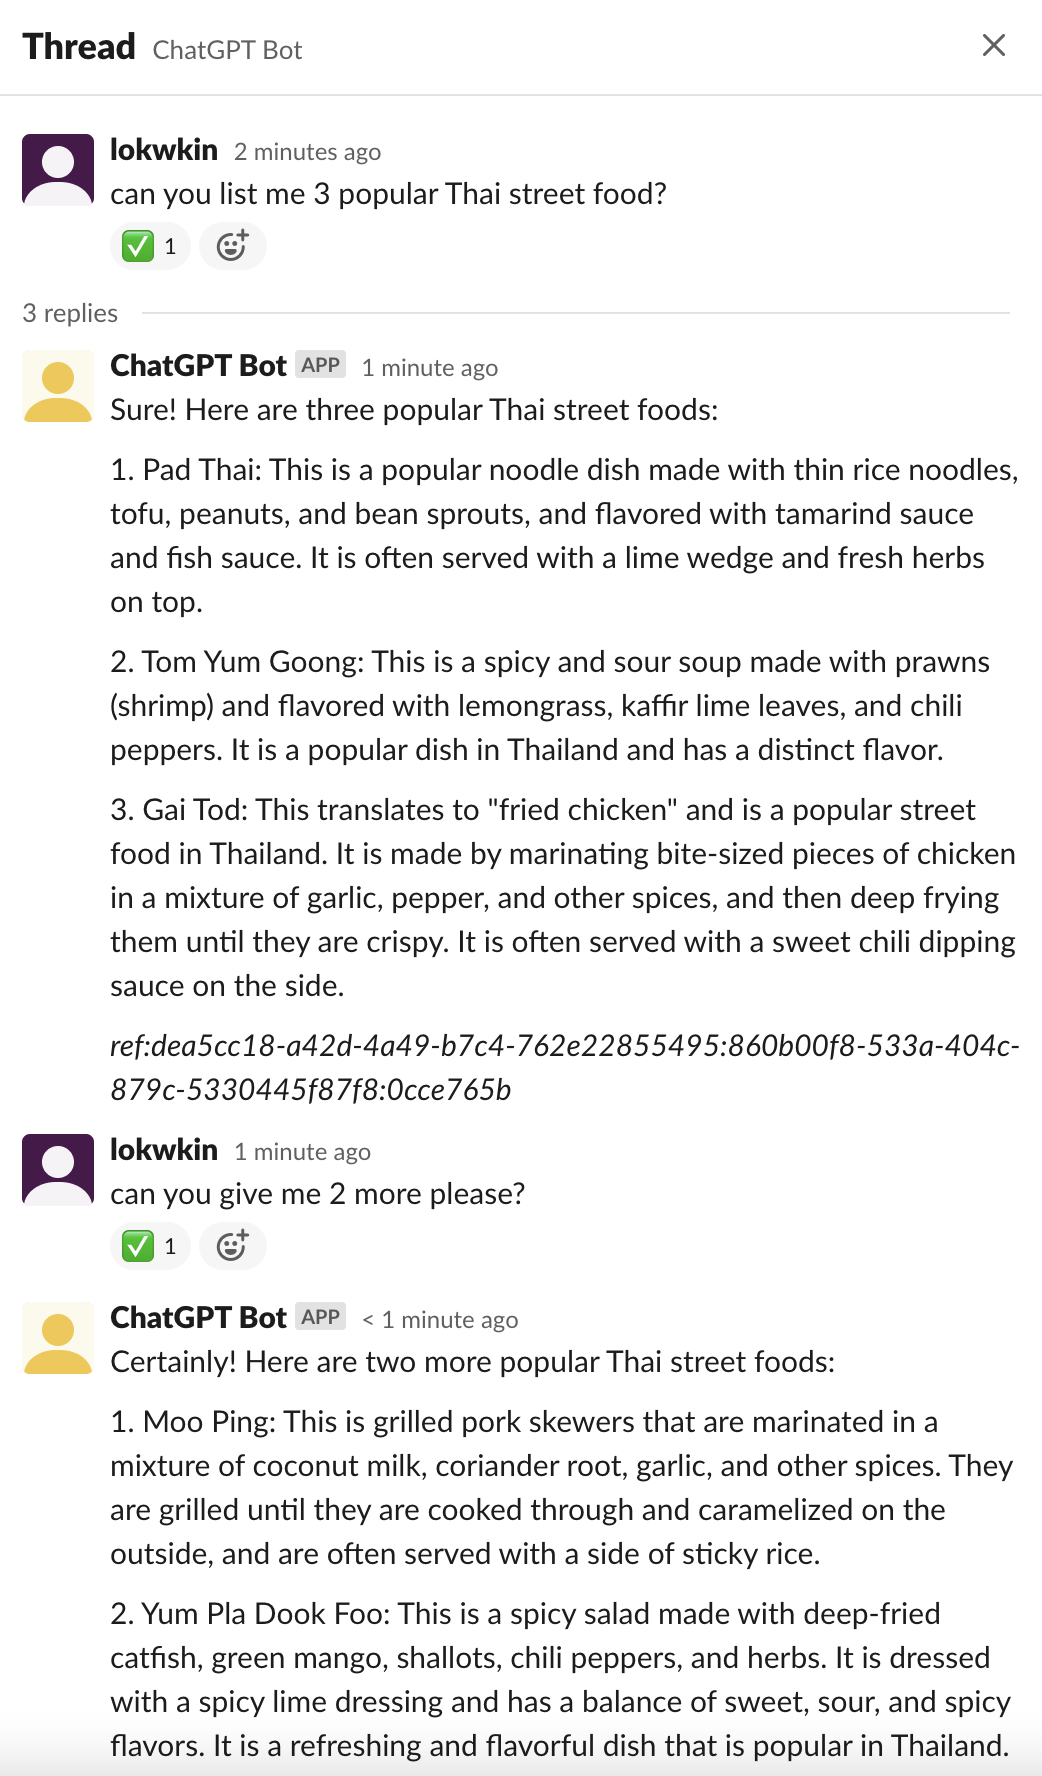 Thread ChatGPT Bot
lokwkin 2 minutes ago
can you list me 3 popular Thai street food?
✅ 1
3 replies
ChatGPT Bot APP 1 minute ago
Sure! Here are three popular Thai street foods:
1. Pad Thai: This is a popular noodle dish made with thin rice noodles,
tofu, peanuts, and bean sprouts, and flavored with tamarind sauce
and fish sauce. It is often served with a lime wedge and fresh herbs
on top.
2. Tom Yum Goong: This is a spicy and sour soup made with prawns
(shrimp) and flavored with lemongrass, kaffir lime leaves, and chili
peppers. It is a popular dish in Thailand and has a distinct flavor.
3. Gai Tod: This translates to "fried chicken" and is a popular street
food in Thailand. It is made by marinating bite-sized pieces of chicken
in a mixture of garlic, pepper, and other spices, and then deep frying
them until they are crispy. It is often served with a sweet chili dipping
sauce on the side.
ref:dea5cc18-a42d-4a49-b7c4-762e22855495:860b00f8-533a-404c-
879c-5330445f87f8:0cce765b
lokwkin 1 minute ago
can you give me 2 more please?
✅ 1
ChatGPT Bot APP < 1 minute ago
Certainly! Here are two more popular Thai street foods:
1. Moo Ping: This is grilled pork skewers that are marinated in a
mixture of coconut milk, coriander root, garlic, and other spices. They
are grilled until they are cooked through and caramelized on the
outside, and are often served with a side of sticky rice.
2. Yum Pla Dook Foo: This is a spicy salad made with deep-fried
catfish, green mango, shallots, chili peppers, and herbs. It is dressed
with a spicy lime dressing and has a balance of sweet, sour, and spicy
flavors. It is a refreshing and flavorful dish that is popular in Thailand.